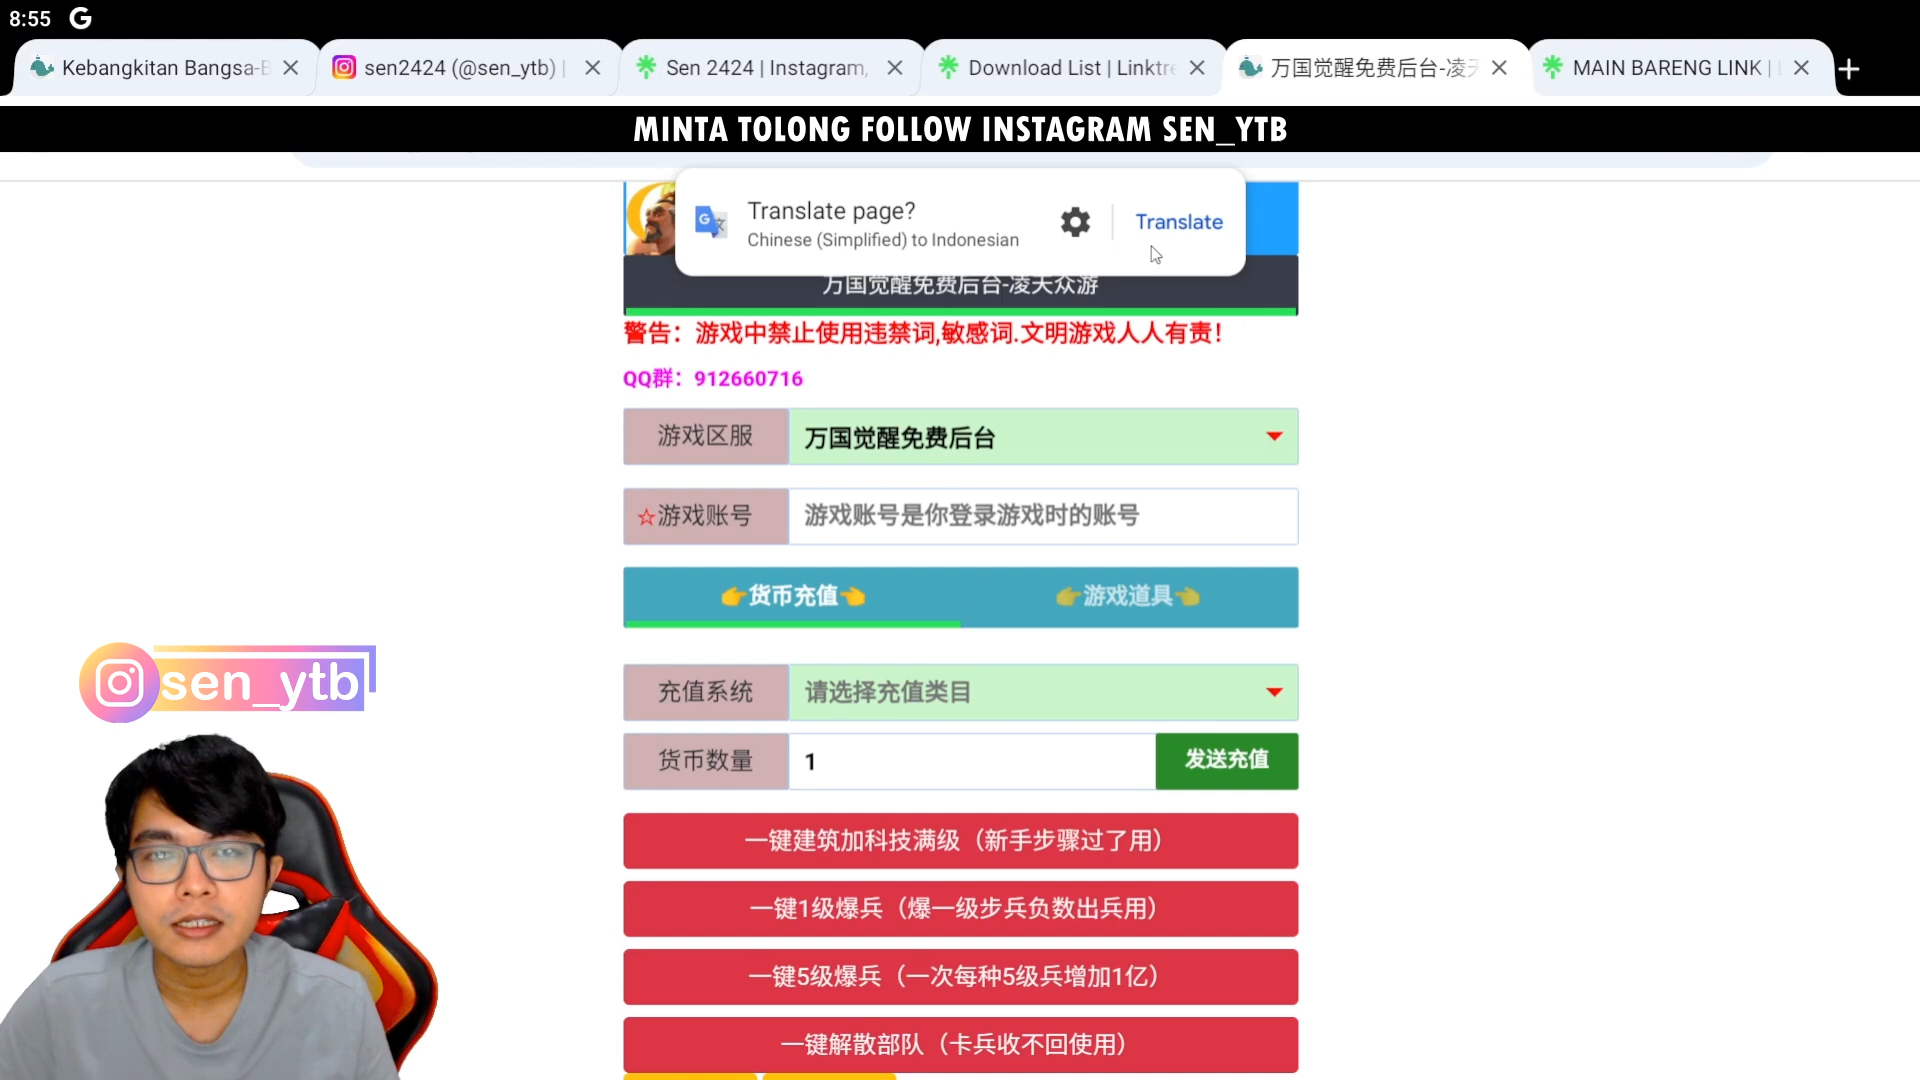 8:55
Kebangkitan Bangsa-B
sen2424 (@sen_ytb) |
Sen 2424 | Instagram,
Download List | Linktre
万国觉醒免费后台-凌天
MAIN BARENG LINK |
MINTA TOLONG FOLLOW INSTAGRAM SEN_YTB
Translate page?
Chinese (Simplified) to Indonesian
Translate
万国觉醒免费后台-凌天众游
警告：游戏中禁止使用违禁词,敏感词.文明游戏人人有责！
QQ群：912660716
游戏区服
万国觉醒免费后台
☆游戏账号
游戏账号是你登录游戏时的账号
👉货币充值👈
👉游戏道具👈
充值系统
请选择充值类目
货币数量
1
发送充值
一键建筑加科技满级（新手步骤过了用）
一键1级爆兵（爆一级步兵负数出兵用）
一键5级爆兵（一次每种5级兵增加1亿）
一键解散部队（卡兵收不回使用）
sen_ytb